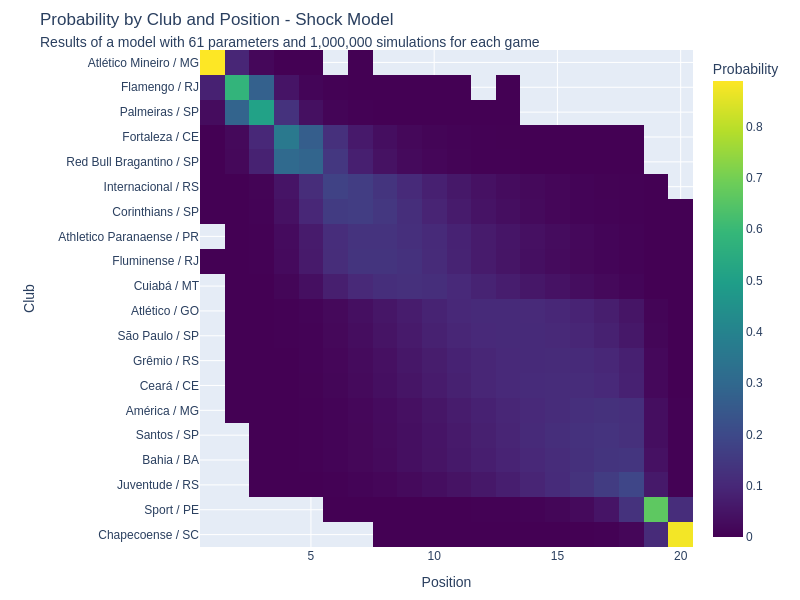 Probability by Club and Position - Shock Model
Results of a model with 61 parameters and 1,000,000 simulations for each game
Probability
Atlético Mineiro / MG
Flamengo / RJ
Palmeiras / SP
Fortaleza / CE
Red Bull Bragantino / SP
Internacional / RS
Corinthians / SP
Athletico Paranaense / PR
Fluminense / RJ
Cuiabá / MT
Atlético / GO
São Paulo / SP
Grêmio / RS
Ceará / CE
América / MG
Santos / SP
Bahia / BA
Juventude / RS
Sport / PE
Chapecoense / SC
Club
5
10
15
20
Position
0.8
0.7
0.6
0.5
0.4
0.3
0.2
0.1
0